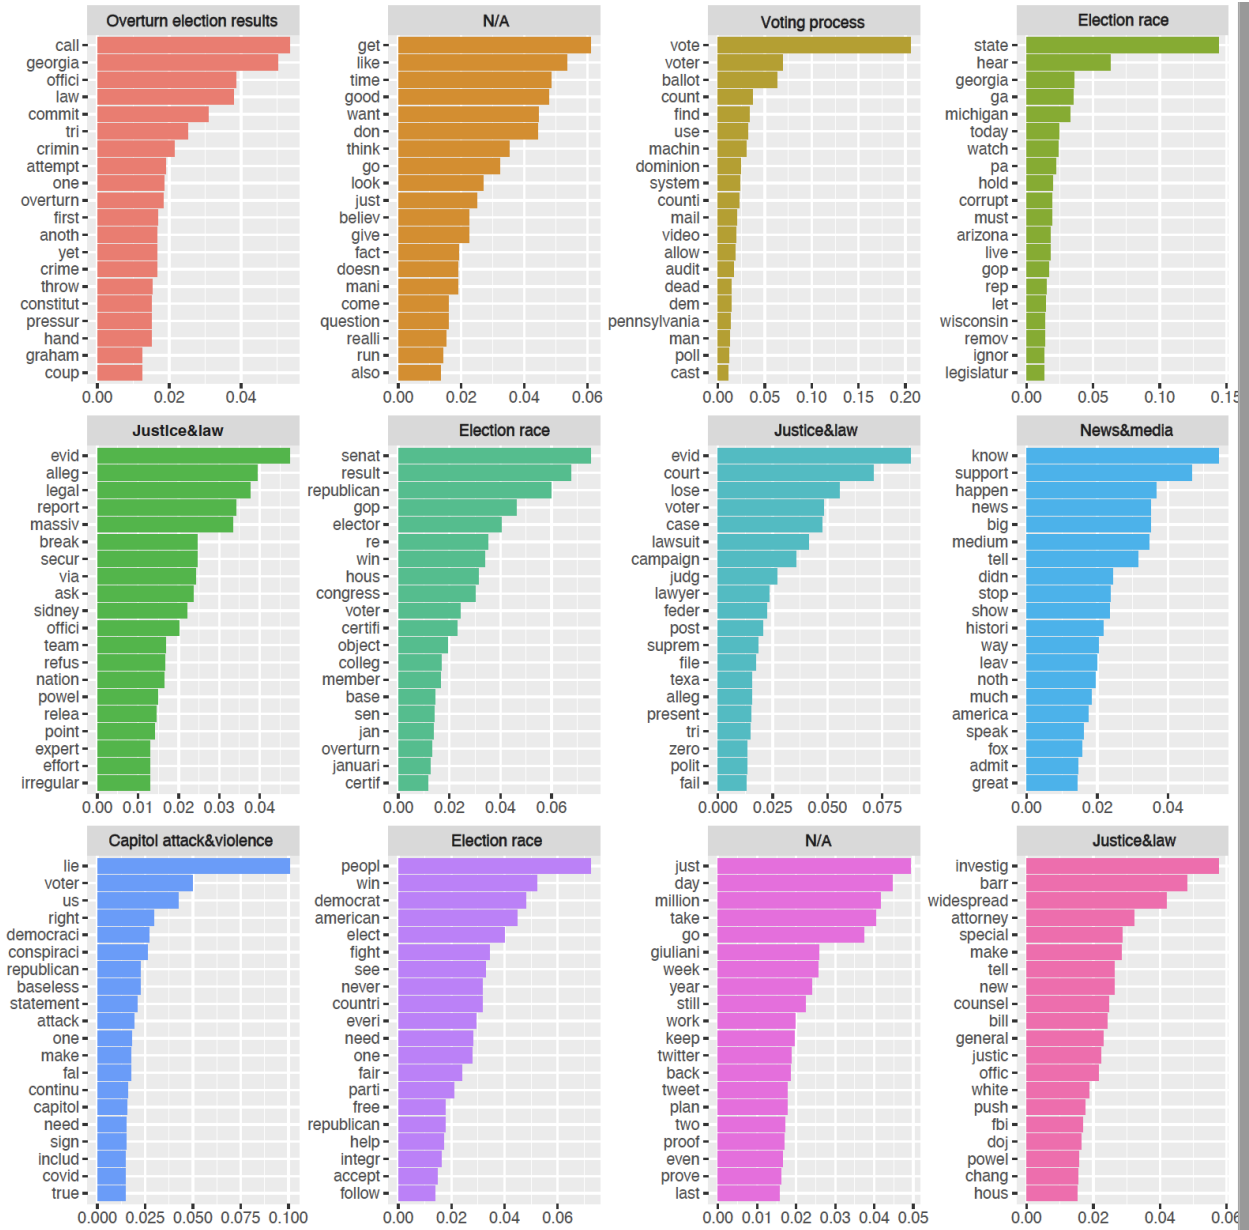 Overturn election results
call
georgia
offici
law
commit
tri
crimin
attempt
one
overturn
first
anoth
yet
crime
throw
constitut
pressur
hand
graham
coup
0.00 0.02 0.04
N/A
get
like
time
good
want
don
think
go
look
just
believ
give
fact
doesn
mani
come
question
realli
run
also
0.00 0.02 0.04 0.06
Voting process
vote
voter
ballot
count
find
use
machin
dominion
system
counti
mail
video
allow
audit
dead
dem
pennsylvania
man
poll
cast
0.00 0.05 0.10 0.15 0.20
Election race
state
hear
georgia
ga
michigan
today
watch
pa
hold
corrupt
must
arizona
live
gop
rep
let
wisconsin
remov
ignor
legislatur
0.00 0.05 0.10 0.15
Justice&law
evid
alleg
legal
report
massiv
break
secur
via
ask
sidney
offici
team
refus
nation
powel
relea
point
expert
effort
irregular
0.00 0.01 0.02 0.03 0.04
Election race
senat
result
republican
gop
elector
re
win
hous
congress
voter
certifi
object
colleg
member
base
sen
jan
overturn
januari
certif
0.00 0.02 0.04 0.06
Justice&law
evid
court
lose
voter
case
lawsuit
campaign
judg
lawyer
feder
post
suprem
file
texa
alleg
present
tri
zero
polit
fail
0.000 0.025 0.050 0.075
News&media
know
support
happen
news
big
medium
tell
didn
stop
show
histori
way
leav
noth
much
america
speak
fox
admit
great
0.00 0.02 0.04
Capitol attack&violence
lie
voter
us
right
democraci
conspiraci
republican
baseless
statement
attack
one
make
fal
continu
capitol
need
sign
includ
covid
true
0.000 0.025 0.050 0.075 0.100
Election race
peopl
win
democrat
american
elect
fight
see
never
countri
everi
need
one
fair
parti
free
republican
help
integr
accept
follow
0.00 0.02 0.04 0.06
N/A
just
day
million
take
go
giuliani
week
year
still
work
keep
twitter
back
tweet
plan
two
proof
even
prove
last
0.00 0.01 0.02 0.03 0.04 0.05
Justice&law
investig
barr
widespread
attorney
special
make
tell
new
counsel
bill
general
justic
offic
white
push
fbi
doj
powel
chang
hous
0.00 0.02 0.04